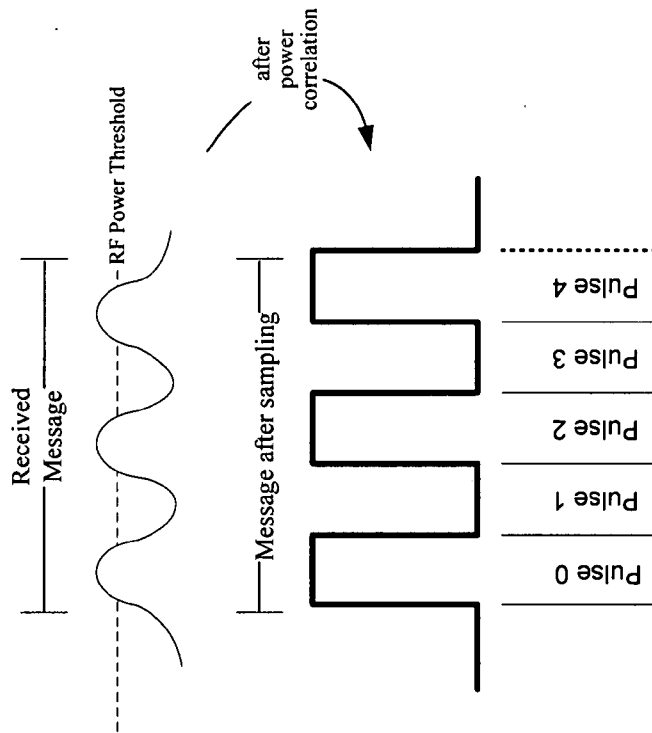 Received
Message
RF Power Threshold
after
power
correlation
Message after sampling
Pulse 0
Pulse 1
Pulse 2
Pulse 3
Pulse 4